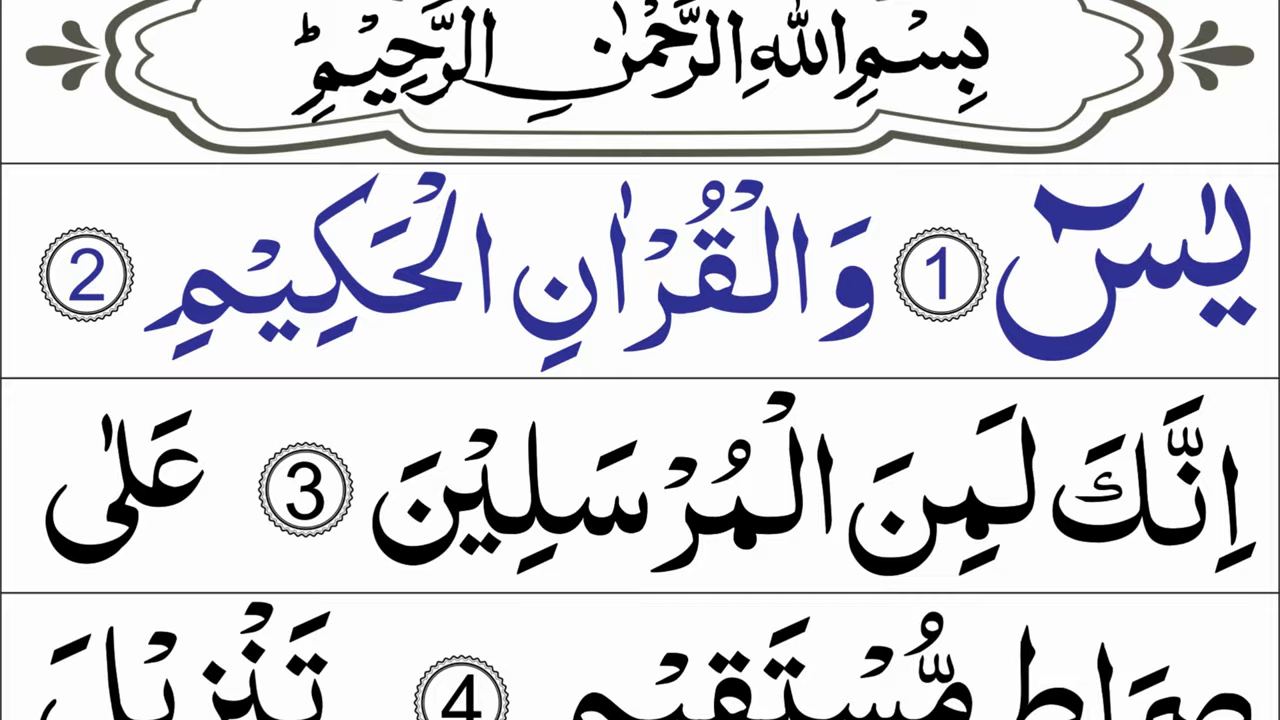 بِسْمِ اللّٰهِ الرَّحْمٰنِ الرَّحِيْمِؕ
يٰسٓ 1 وَالْقُرْاٰنِ الْحَكِيْمِ 2
اِنَّكَ لَمِنَ الْمُرْسَلِيْنَ 3 عَلٰى
صِرَاطٍ مُّسْتَقِيْمٍ 4 تَنْزِيْلَ